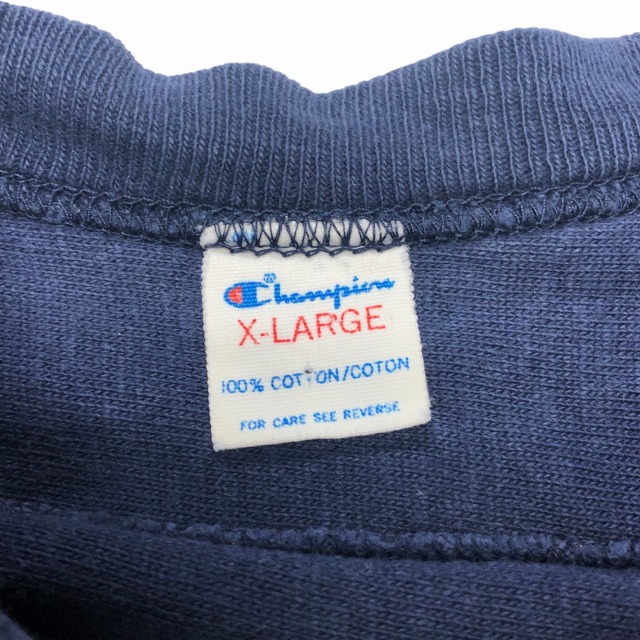 Champion®
X-LARGE
100% COTTON/COTON
FOR CARE SEE REVERSE